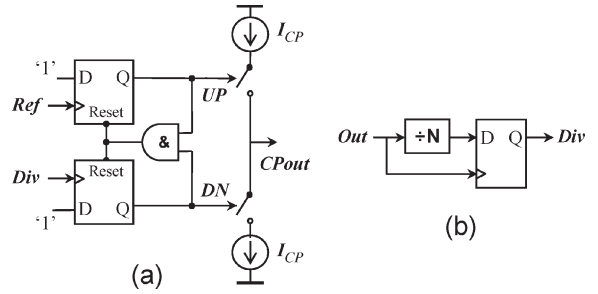 I_CP
'1' D Q
Ref
Reset
UP
&
CPout
Reset
Div
DN
'1' D Q
I_CP
(a)
Out ÷N D Q Div
(b)